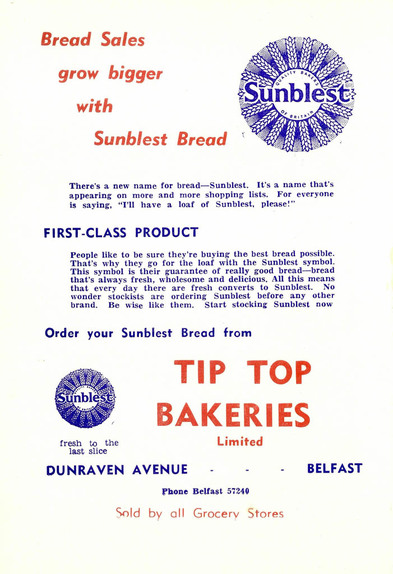 Bread Sales
grow bigger
with
Sunblest Bread
QUALITY BAKERS
Sunblest
OF BRITAIN
There's a new name for bread—Sunblest. It's a name that's
appearing on more and more shopping lists. For everyone
is saying, "I'll have a loaf of Sunblest, please!"
FIRST-CLASS PRODUCT
People like to be sure they're buying the best bread possible.
That's why they go for the loaf with the Sunblest symbol.
This symbol is their guarantee of really good bread—bread
that's always fresh, wholesome and delicious. All this means
that every day there are fresh converts to Sunblest. No
wonder stockists are ordering Sunblest before any other
brand. Be wise like them. Start stocking Sunblest now
Order your Sunblest Bread from
TIP TOP
BAKERIES
Limited
Sunblest
fresh to the
last slice
DUNRAVEN AVENUE - - - BELFAST
Phone Belfast 57240
Sold by all Grocery Stores